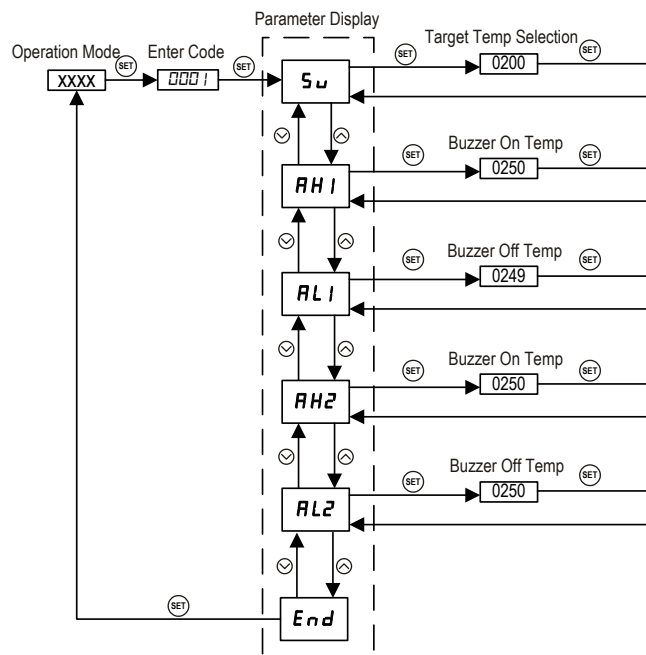 Parameter Display
Operation Mode
Enter Code
Target Temp Selection
XXXX
SET
0001
SET
Su
SET
0200
SET
Buzzer On Temp
AH1
SET
0250
SET
Buzzer Off Temp
AL1
SET
0249
SET
Buzzer On Temp
AH2
SET
0250
SET
Buzzer Off Temp
AL2
SET
0250
SET
SET
End